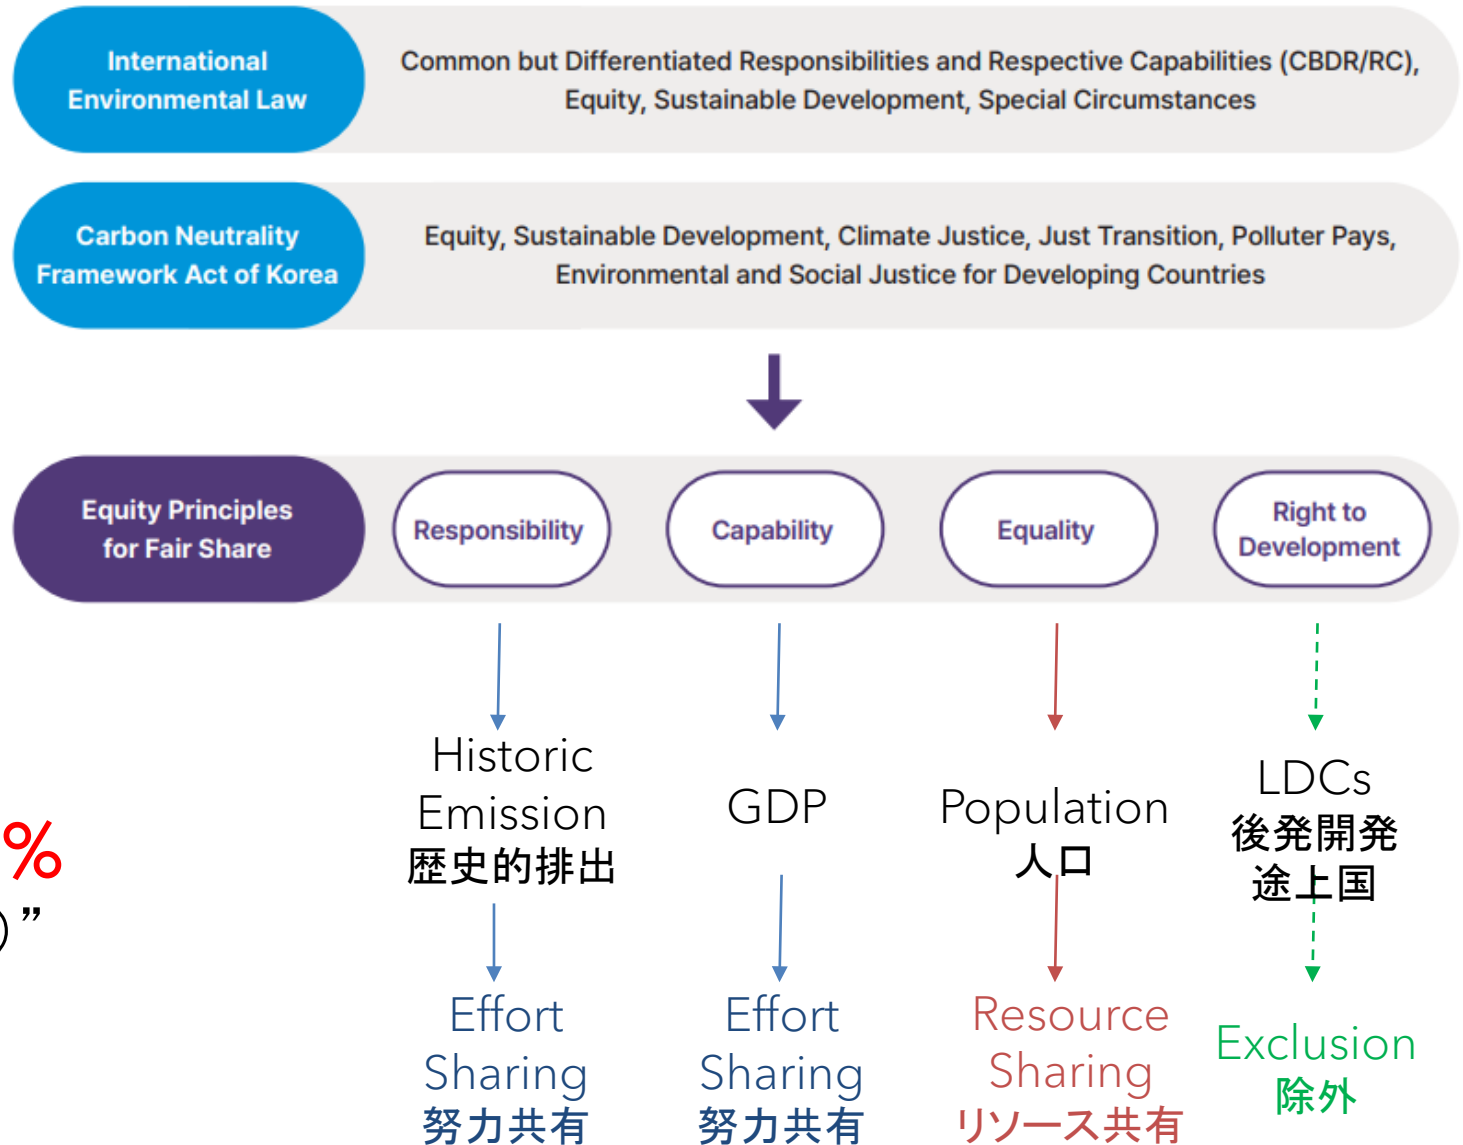 International
Environmental Law
Common but Differentiated Responsibilities and Respective Capabilities (CBDR/RC),
Equity, Sustainable Development, Special Circumstances
Carbon Neutrality
Framework Act of Korea
Equity, Sustainable Development, Climate Justice, Just Transition, Polluter Pays,
Environmental and Social Justice for Developing Countries
Equity Principles
for Fair Share
Responsibility
Capability
Equality
Right to
Development
Historic
Emission
歴史的排出
GDP
Population
人口
LDCs
後発開発
途上国
%
)”
Effort
Sharing
努力共有
Effort
Sharing
努力共有
Resource
Sharing
リソース共有
Exclusion
除外